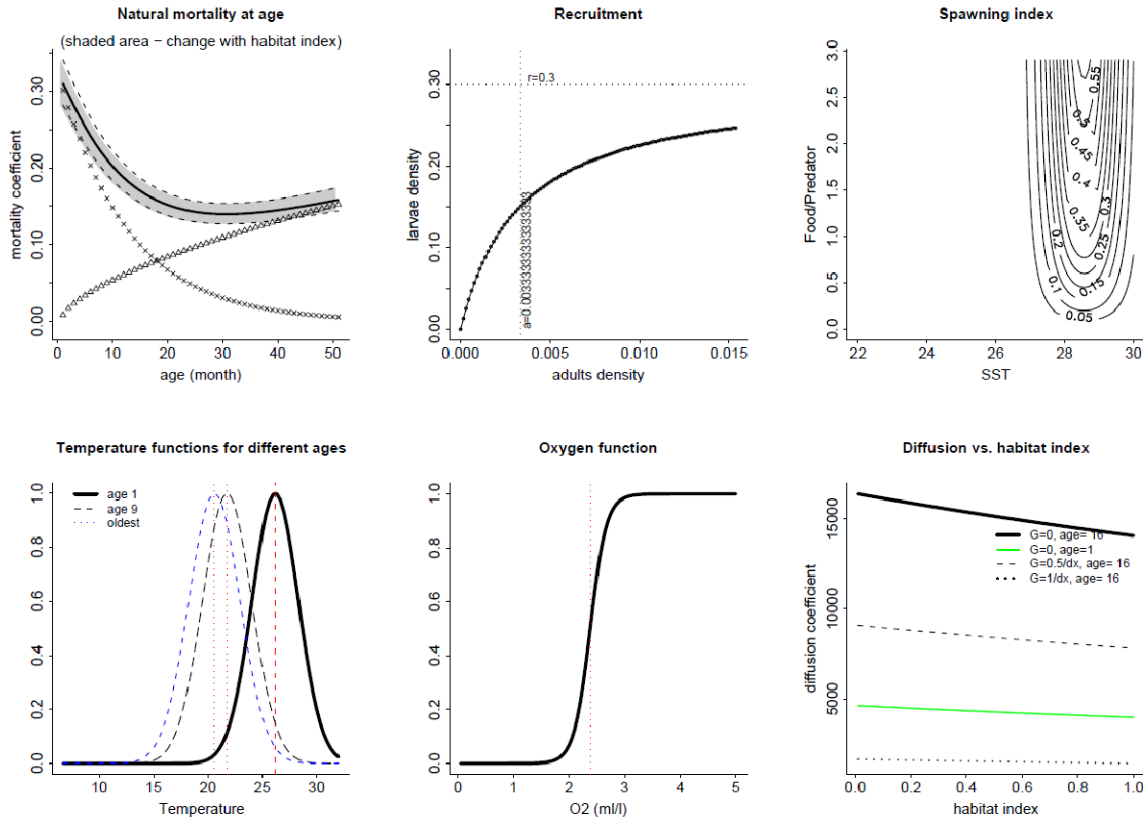 Natural mortality at age
(shaded area − change with habitat index)
mortality coefficient
0.00
0.10
0.20
0.30
0
10
20
30
40
50
age (month)
Recruitment
r=0.3
larvae density
0.00
0.10
0.20
0.30
0.000
0.005
0.010
0.015
adults density
Spawning index
Food/Predator
0.0
0.5
1.0
1.5
2.0
2.5
3.0
0.55
0.5
0.45
0.4
0.35
0.3
0.25
0.2
0.15
0.1
0.05
22
24
26
28
30
SST
Temperature functions for different ages
age 1
age 9
oldest
0.0
0.2
0.4
0.6
0.8
1.0
10
15
20
25
30
Temperature
Oxygen function
0.0
0.2
0.4
0.6
0.8
1.0
0
1
2
3
4
5
O2 (ml/l)
Diffusion vs. habitat index
G=0, age= 16
G=0, age=1
G=0.5/dx, age= 16
G=1/dx, age= 16
diffusion coefficient
5000
10000
15000
0.0
0.2
0.4
0.6
0.8
1.0
habitat index